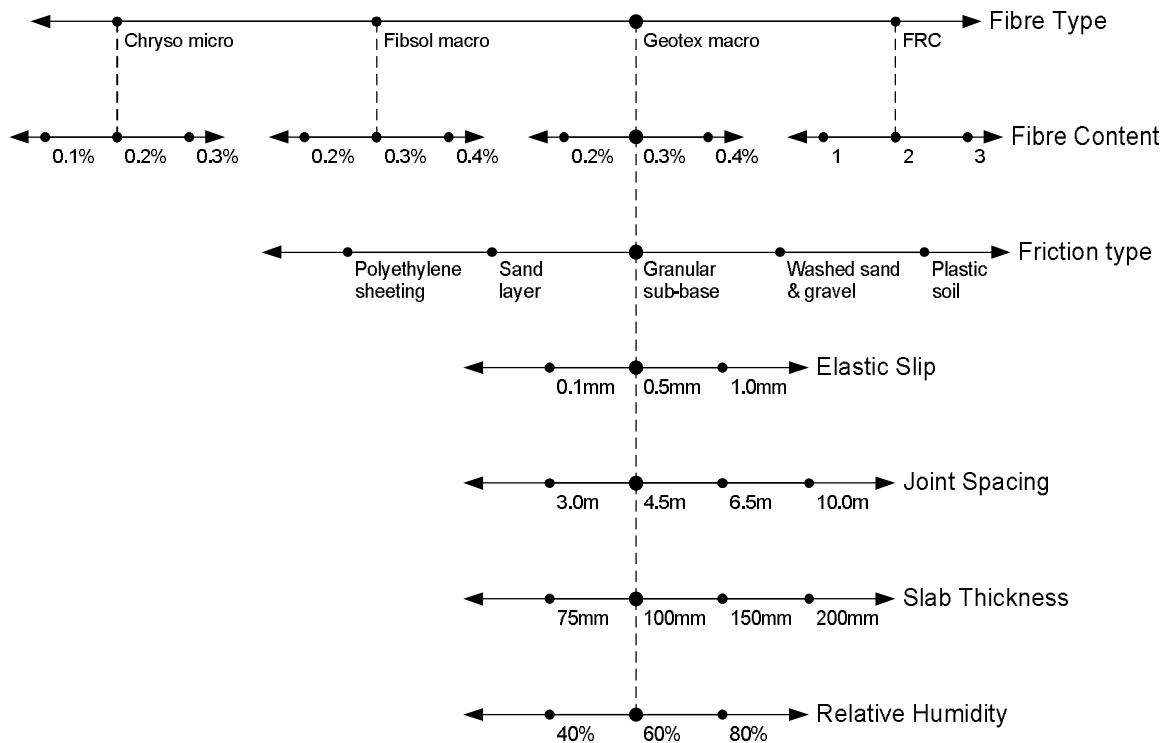 Fibre Type
Chryso micro Fibsol macro Geotex macro FRC
Fibre Content
0.1% 0.2% 0.3% 0.2% 0.3% 0.4% 0.2% 0.3% 0.4% 1 2 3
Friction type
Polyethylene Sand Granular Washed sand Plastic
sheeting layer sub-base & gravel soil
Elastic Slip
0.1mm 0.5mm 1.0mm
Joint Spacing
3.0m 4.5m 6.5m 10.0m
Slab Thickness
75mm 100mm 150mm 200mm
Relative Humidity
40% 60% 80%